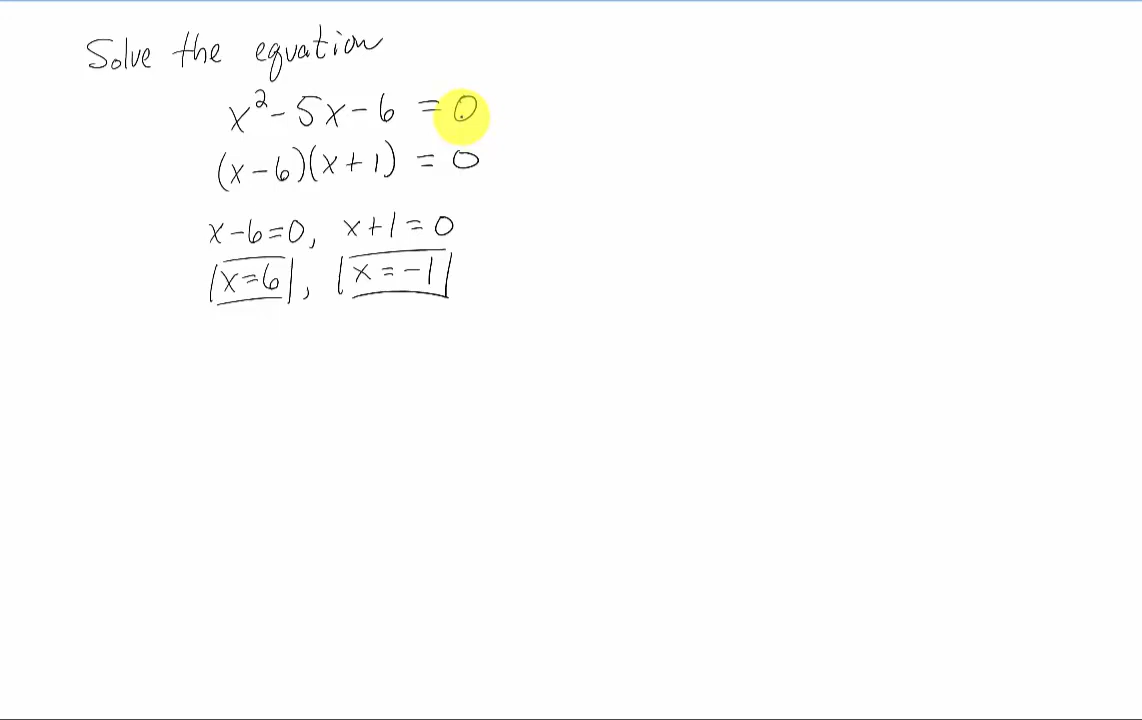 Solve the equation
x² - 5x - 6 = 0
(x - 6)(x + 1) = 0
x - 6 = 0, x + 1 = 0
x = 6, x = -1